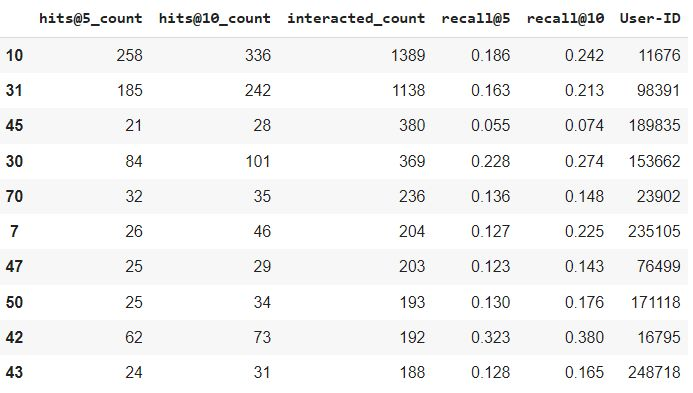 hits@5_count hits@10_count interacted_count recall@5 recall@10 User-ID
10 258 336 1389 0.186 0.242 11676
31 185 242 1138 0.163 0.213 98391
45 21 28 380 0.055 0.074 189835
30 84 101 369 0.228 0.274 153662
70 32 35 236 0.136 0.148 23902
7 26 46 204 0.127 0.225 235105
47 25 29 203 0.123 0.143 76499
50 25 34 193 0.130 0.176 171118
42 62 73 192 0.323 0.380 16795
43 24 31 188 0.128 0.165 248718